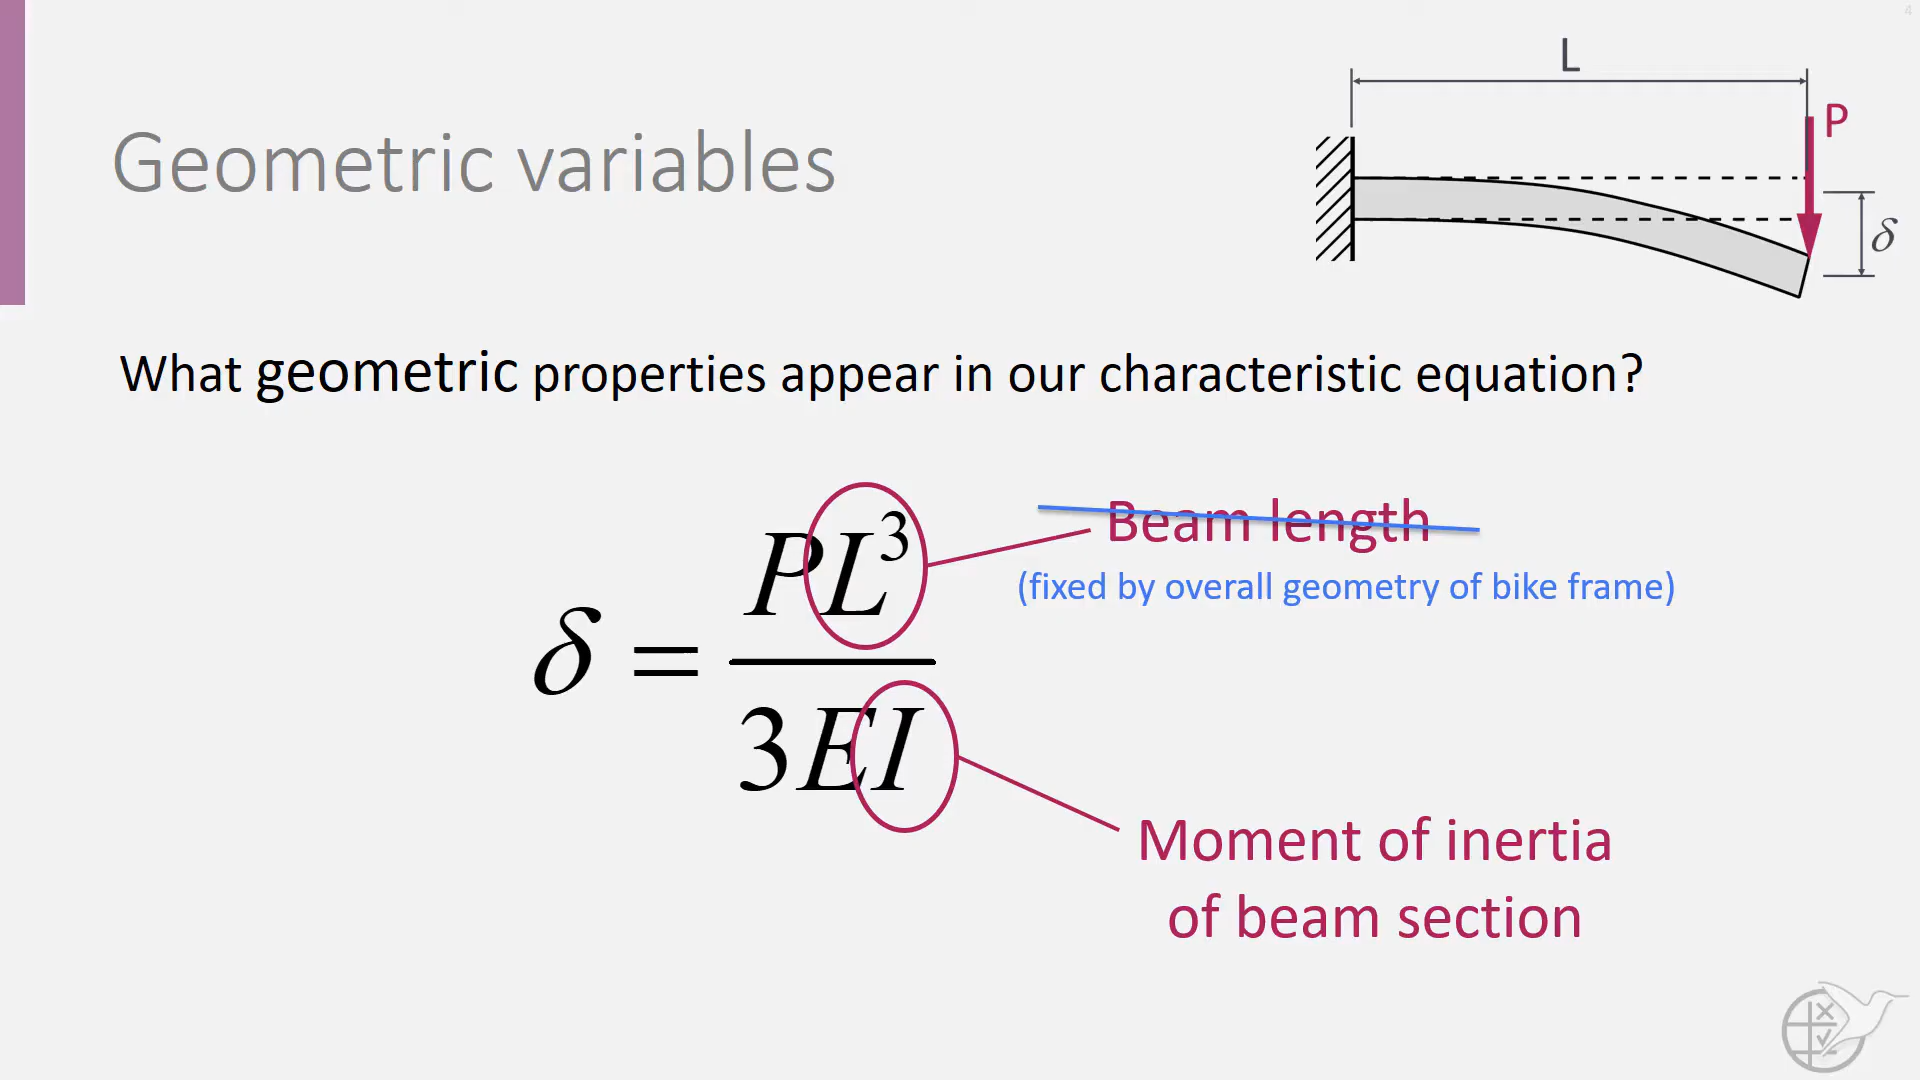 4
L
P
Geometric variables
δ
What geometric properties appear in our characteristic equation?
Beam length
(fixed by overall geometry of bike frame)
δ = PL³
3EI
Moment of inertia
of beam section